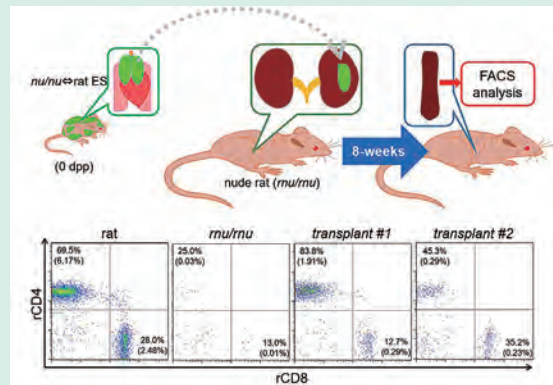 nu/nu⇔rat ES
(0 dpp)
nude rat (rnu/rnu)
8-weeks
FACS
analysis
rat
rnu/rnu
transplant #1
transplant #2
69.5%
(6.17%)
28.0%
(2.48%)
25.0%
(0.03%)
13.0%
(0.01%)
83.8%
(1.91%)
12.7%
(0.29%)
45.3%
(0.29%)
35.2%
(0.23%)
rCD4
rCD8